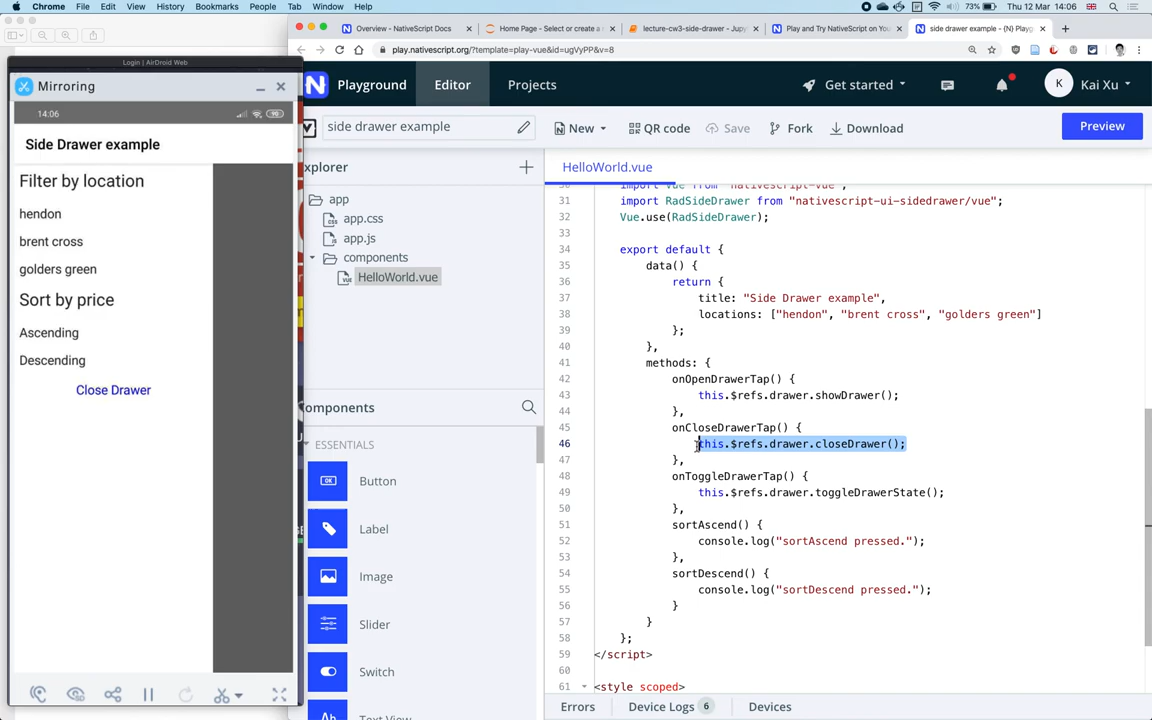 Chrome File Edit View History Bookmarks People Tab Window Help
73% Thu 12 Mar 14:06
Login | AirDroid Web
Mirroring
14:06
Side Drawer example
Filter by location
hendon
brent cross
golders green
Sort by price
Ascending
Descending
Close Drawer
Overview - NativeScript Docs
Home Page - Select or create a
lecture-cw3-side-drawer - Jupy
Play and Try NativeScript on Yo
side drawer example - {N} Play
play.nativescript.org/?template=play-vue&id=ugVyPP&v=8
N Playground Editor Projects Get started K Kai Xu
side drawer example
New QR code Save Fork Download Preview
xplorer
app
app.css
app.js
components
HelloWorld.vue
omponents
ESSENTIALS
OK Button
Label
Image
Slider
Switch
HelloWorld.vue
30 import Vue from "nativescript-vue";
31 import RadSideDrawer from "nativescript-ui-sidedrawer/vue";
32 Vue.use(RadSideDrawer);
33
34 export default {
35 data() {
36 return {
37 title: "Side Drawer example",
38 locations: ["hendon", "brent cross", "golders green"]
39 };
40 },
41 methods: {
42 onOpenDrawerTap() {
43 this.$refs.drawer.showDrawer();
44 },
45 onCloseDrawerTap() {
46 this.$refs.drawer.closeDrawer();
47 },
48 onToggleDrawerTap() {
49 this.$refs.drawer.toggleDrawerState();
50 },
51 sortAscend() {
52 console.log("sortAscend pressed.");
53 },
54 sortDescend() {
55 console.log("sortDescend pressed.");
56 }
57 }
58 };
59 </script>
60
61 <style scoped>
Errors Device Logs 6 Devices